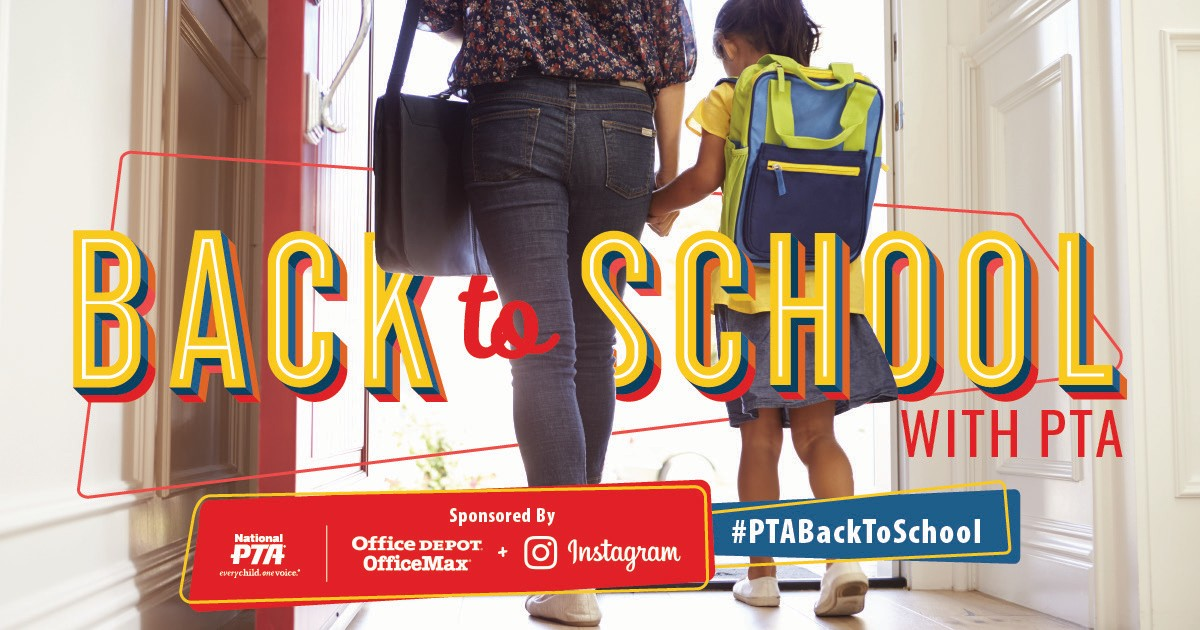 BACK to SCHOOL
WITH PTA
Sponsored By
National
PTA®
everychild.onevoice.®
Office DEPOT
OfficeMax®
+
Instagram
#PTABackToSchool